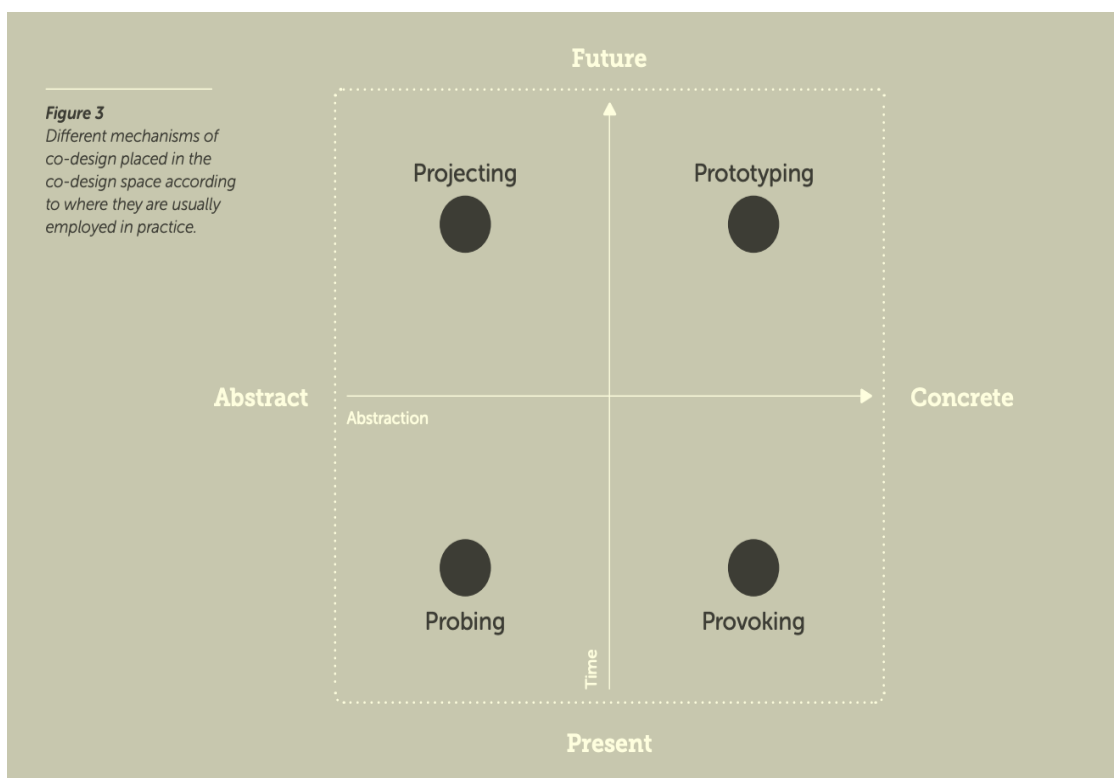 Future
Figure 3
Different mechanisms of
co-design placed in the
co-design space according
to where they are usually
employed in practice.
Projecting
Prototyping
Abstract
Concrete
Abstraction
Probing
Provoking
Time
Present